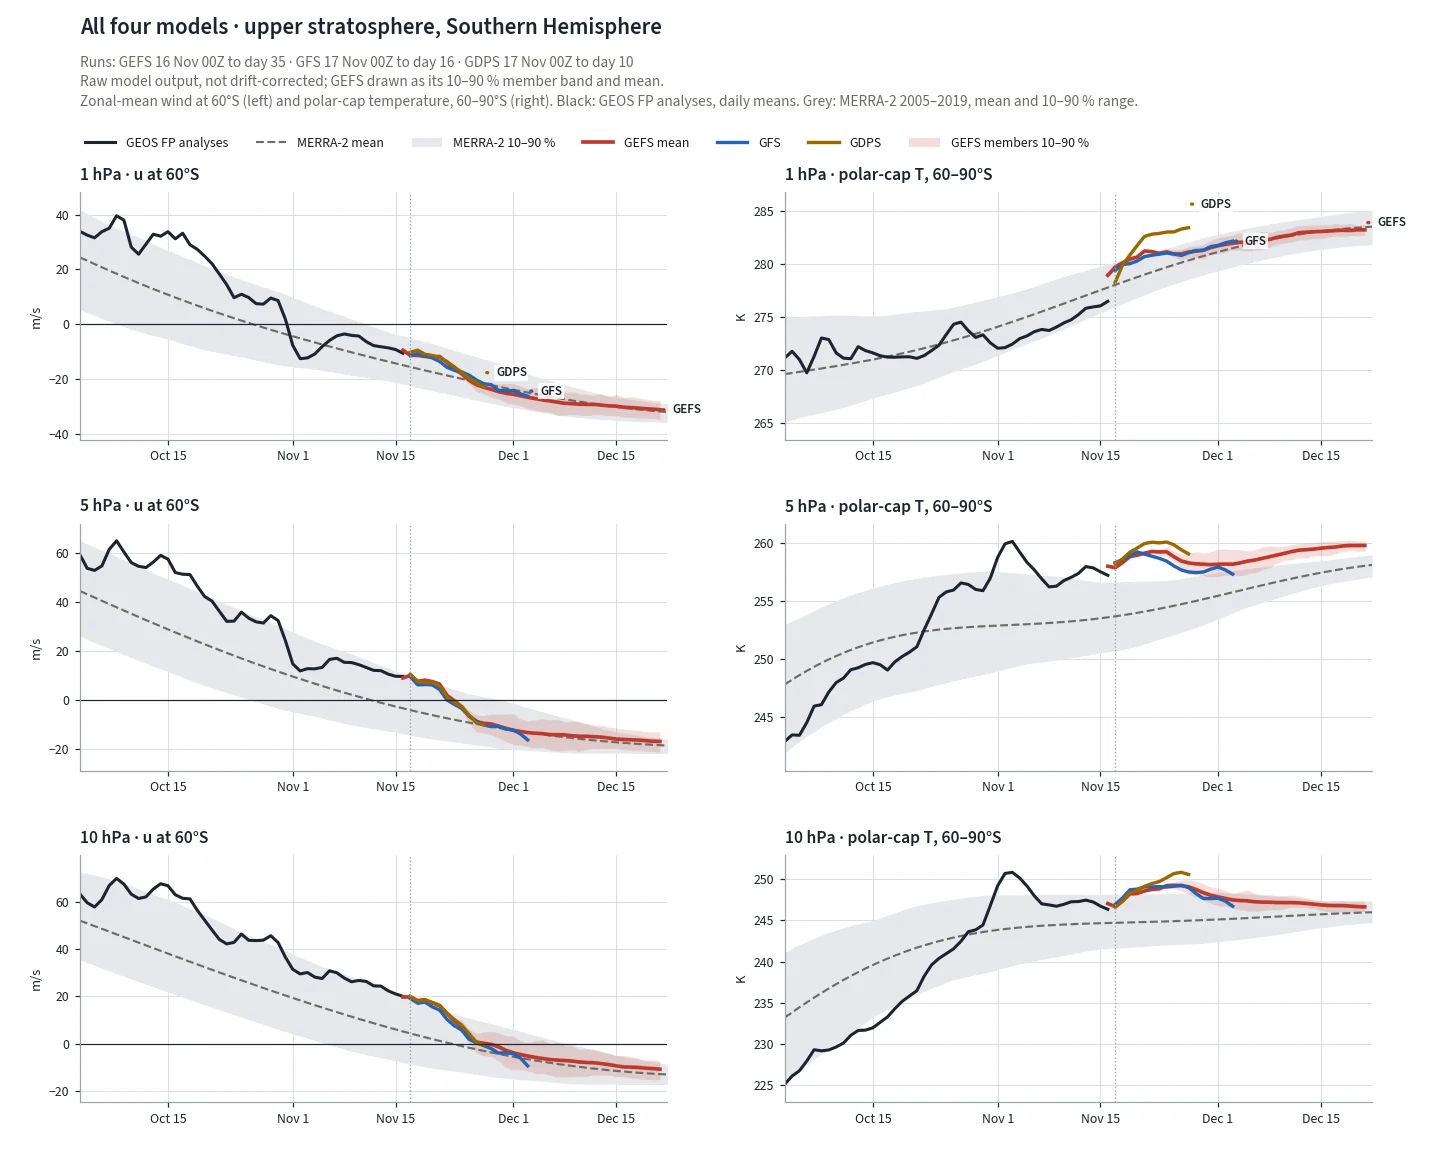 All four models · upper stratosphere, Southern Hemisphere
Runs: GEFS 16 Nov 00Z to day 35 · GFS 17 Nov 00Z to day 16 · GDPS 17 Nov 00Z to day 10
Raw model output, not drift-corrected; GEFS drawn as its 10–90 % member band and mean.
Zonal-mean wind at 60°S (left) and polar-cap temperature, 60–90°S (right). Black: GEOS FP analyses, daily means. Grey: MERRA-2 2005–2019, mean and 10–90 % range.
GEOS FP analyses MERRA-2 mean MERRA-2 10–90 % GEFS mean GFS GDPS GEFS members 10–90 %
1 hPa · u at 60°S
40
20
0
−20
−40
m/s
GDPS
GFS
GEFS
Oct 15 Nov 1 Nov 15 Dec 1 Dec 15
1 hPa · polar-cap T, 60–90°S
285
280
275
270
265
K
GDPS
GEFS
GFS
Oct 15 Nov 1 Nov 15 Dec 1 Dec 15
5 hPa · u at 60°S
60
40
20
0
−20
m/s
Oct 15 Nov 1 Nov 15 Dec 1 Dec 15
5 hPa · polar-cap T, 60–90°S
260
255
250
245
K
Oct 15 Nov 1 Nov 15 Dec 1 Dec 15
10 hPa · u at 60°S
60
40
20
0
−20
m/s
Oct 15 Nov 1 Nov 15 Dec 1 Dec 15
10 hPa · polar-cap T, 60–90°S
250
245
240
235
230
225
K
Oct 15 Nov 1 Nov 15 Dec 1 Dec 15